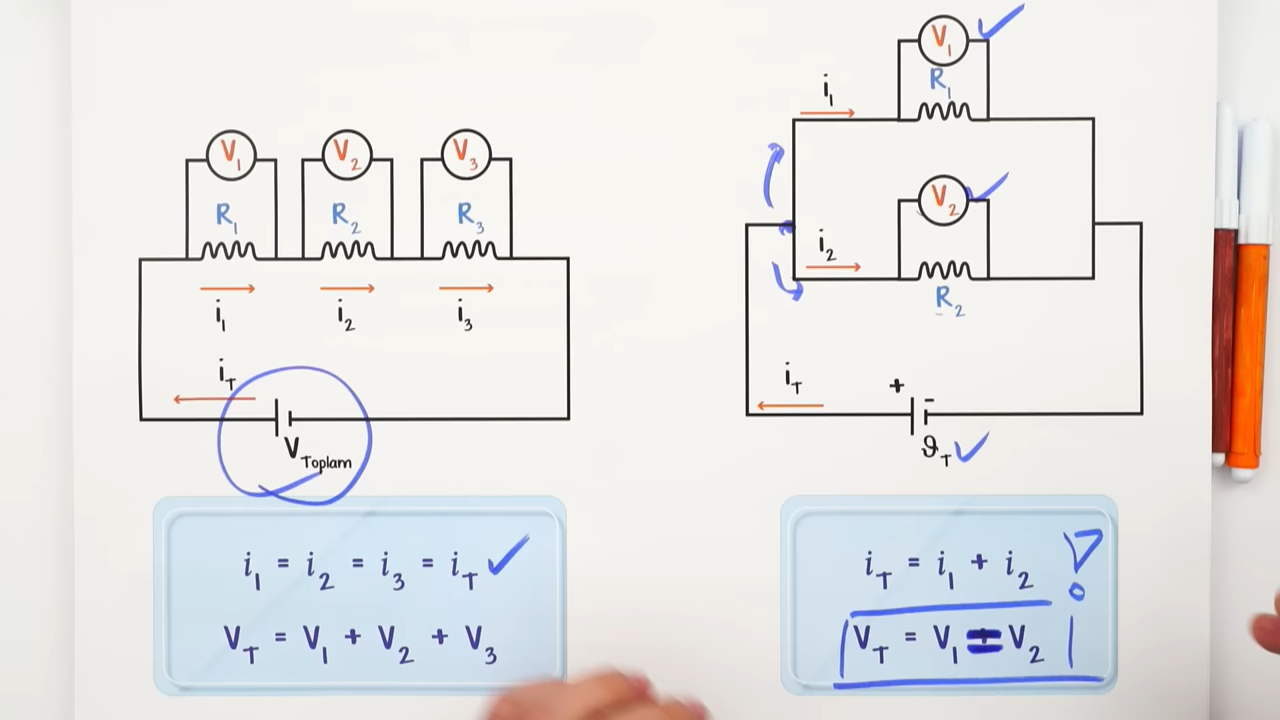 V1 V2 V3
R1 R2 R3
i1 i2 i3
iT
VToplam
i1 = i2 = i3 = iT
VT = V1 + V2 + V3
V1
R1
i1
V2
i2
R2
iT
+ -
ϑT
iT = i1 + i2 !
VT = V1 = V2